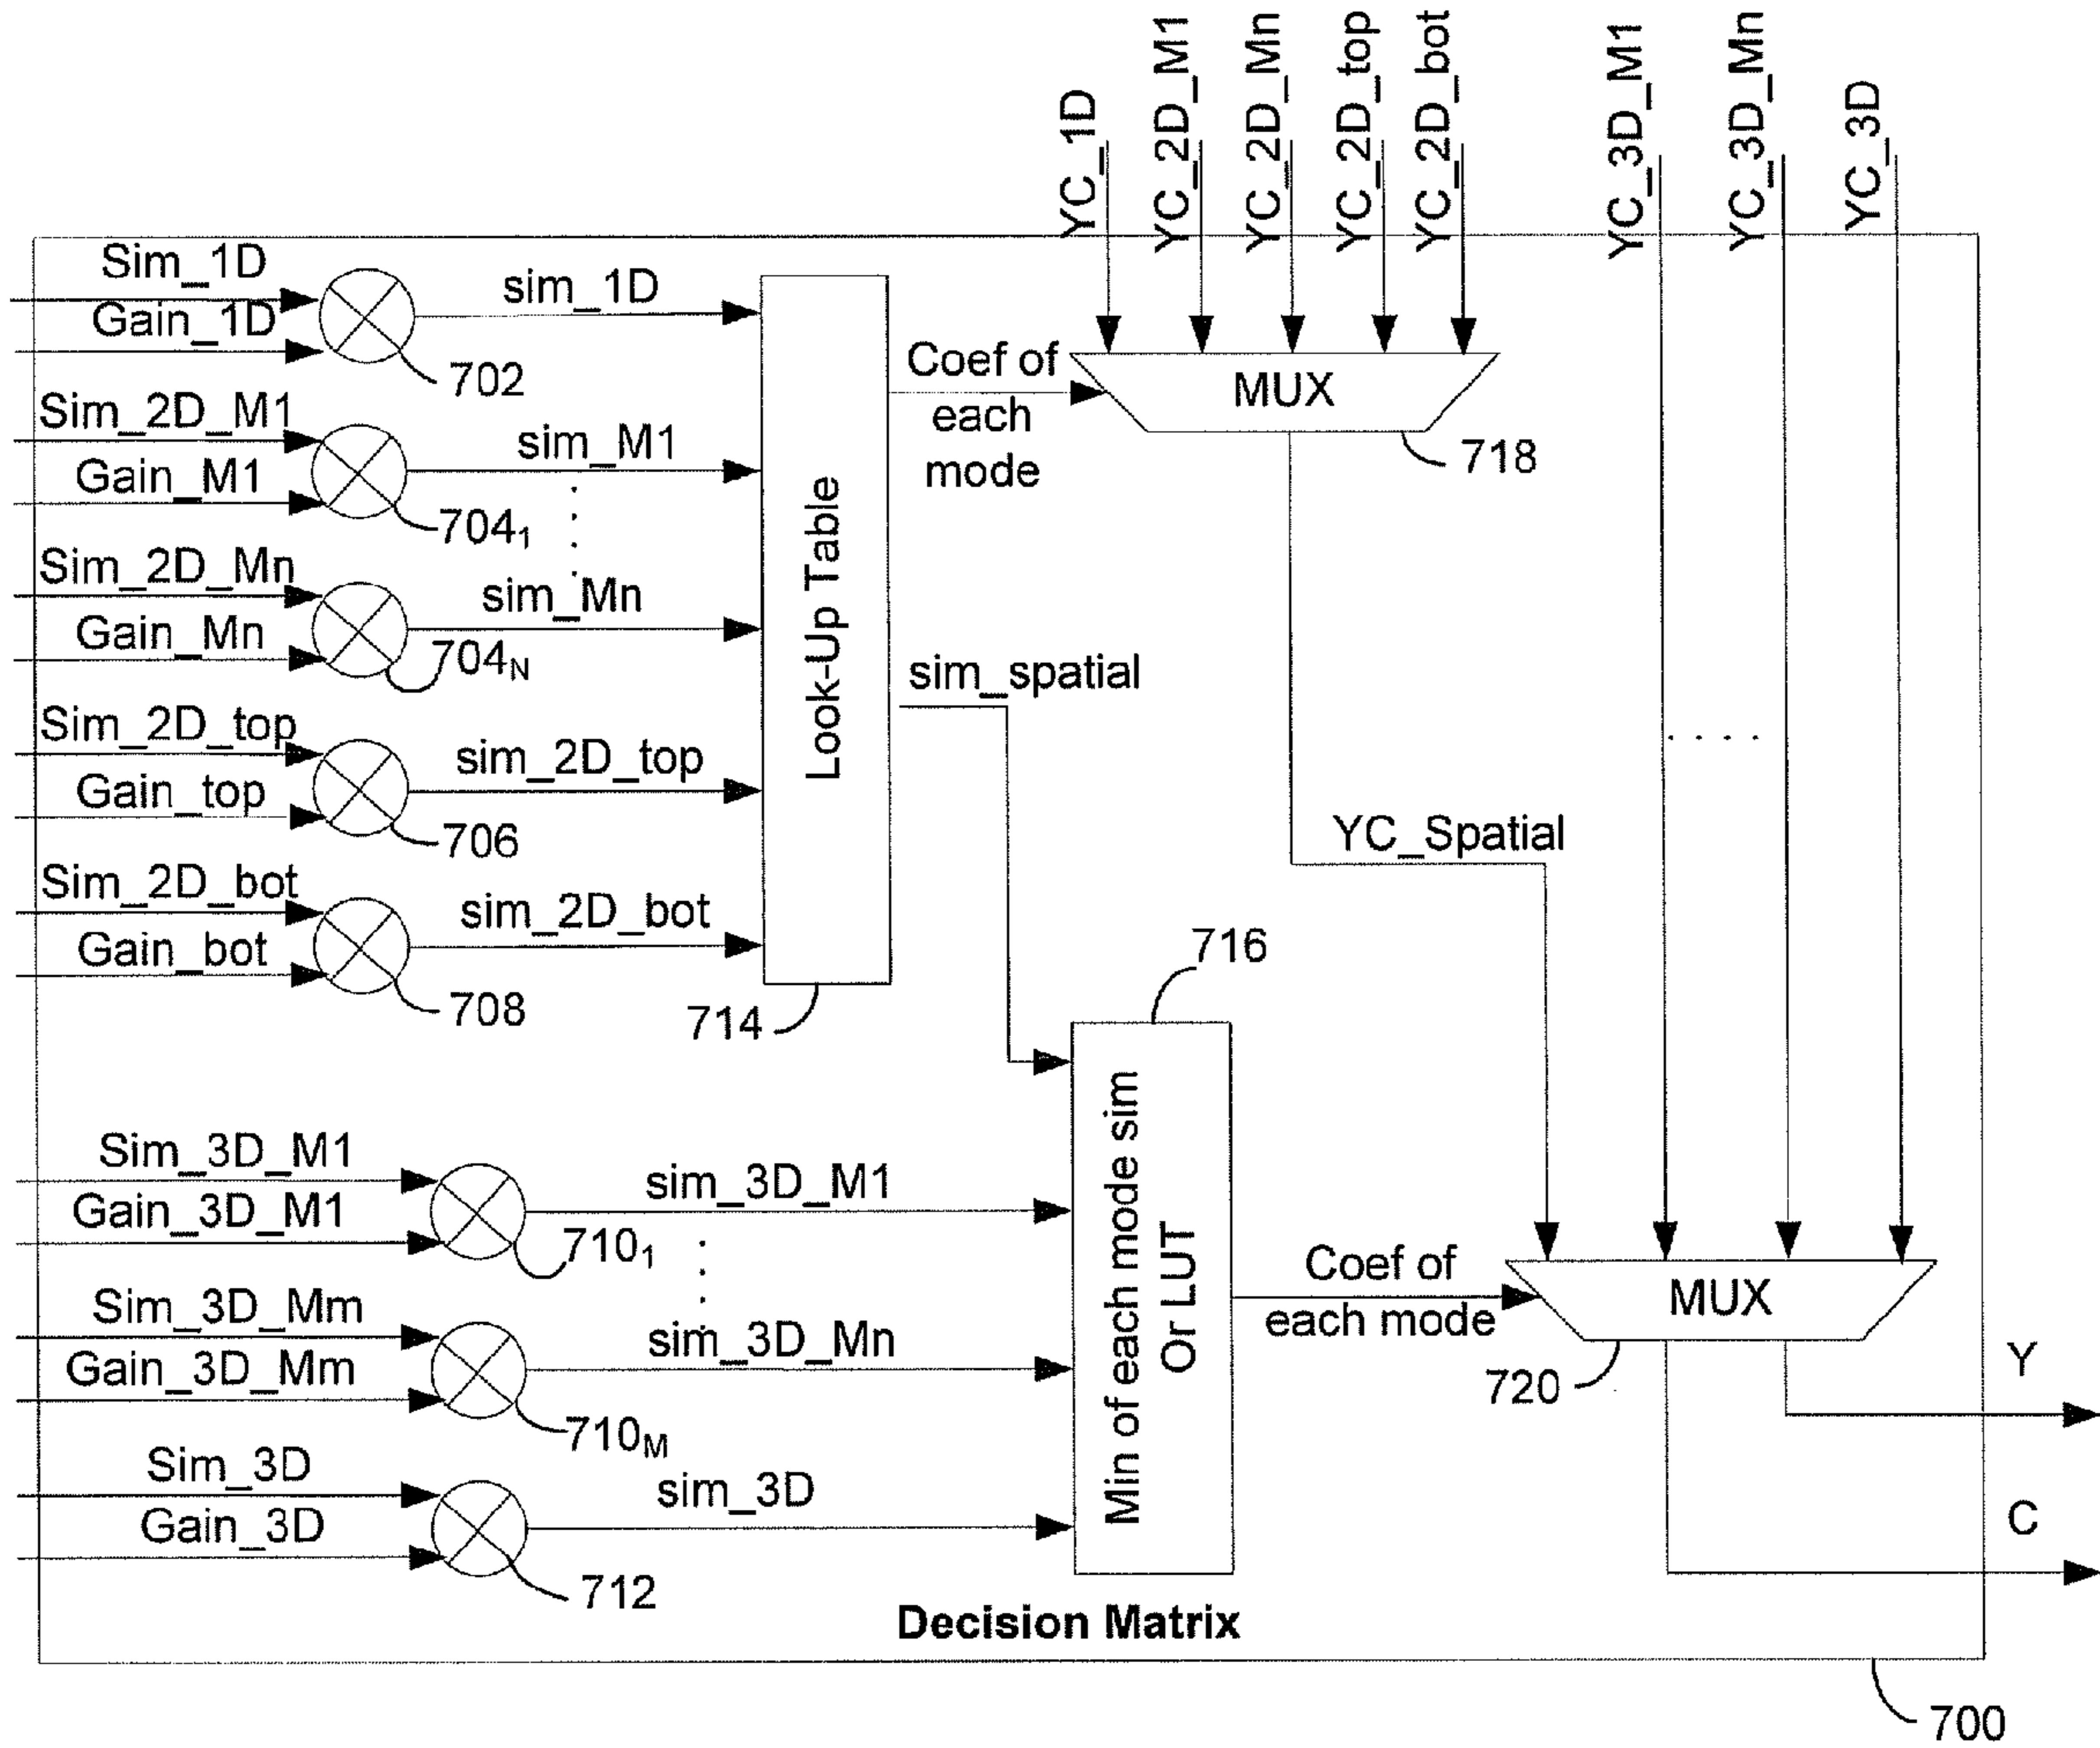 YC_1D
YC_2D_M1
YC_2D_Mn
YC_2D_top
YC_2D_bot
YC_3D_M1
YC_3D_Mn
YC_3D
Sim_1D
Gain_1D
702
sim_1D
Sim_2D_M1
Gain_M1
704₁
sim_M1
Sim_2D_Mn
Gain_Mn
704N
sim_Mn
Sim_2D_top
Gain_top
706
sim_2D_top
Sim_2D_bot
Gain_bot
708
sim_2D_bot
Look-Up Table
714
Coef of
each
mode
MUX
718
sim_spatial
YC_Spatial
716
Sim_3D_M1
Gain_3D_M1
710₁
sim_3D_M1
Sim_3D_Mm
Gain_3D_Mm
710M
sim_3D_Mn
Sim_3D
Gain_3D
712
sim_3D
Min of each mode sim
Or LUT
Coef of
each mode
MUX
720
Y
C
Decision Matrix
700